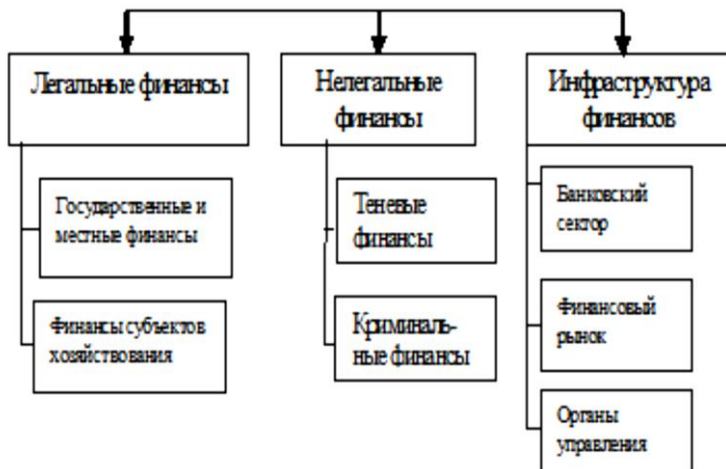 Легальные финансы
Нелегальные
финансы
Инфраструктура
финансов
Государственные и
местные финансы
Финансы субъектов
хозяйствования
Теневые
финансы
Криминаль-
ные финансы
Банковский
сектор
Финансовый
рынок
Органы
управления